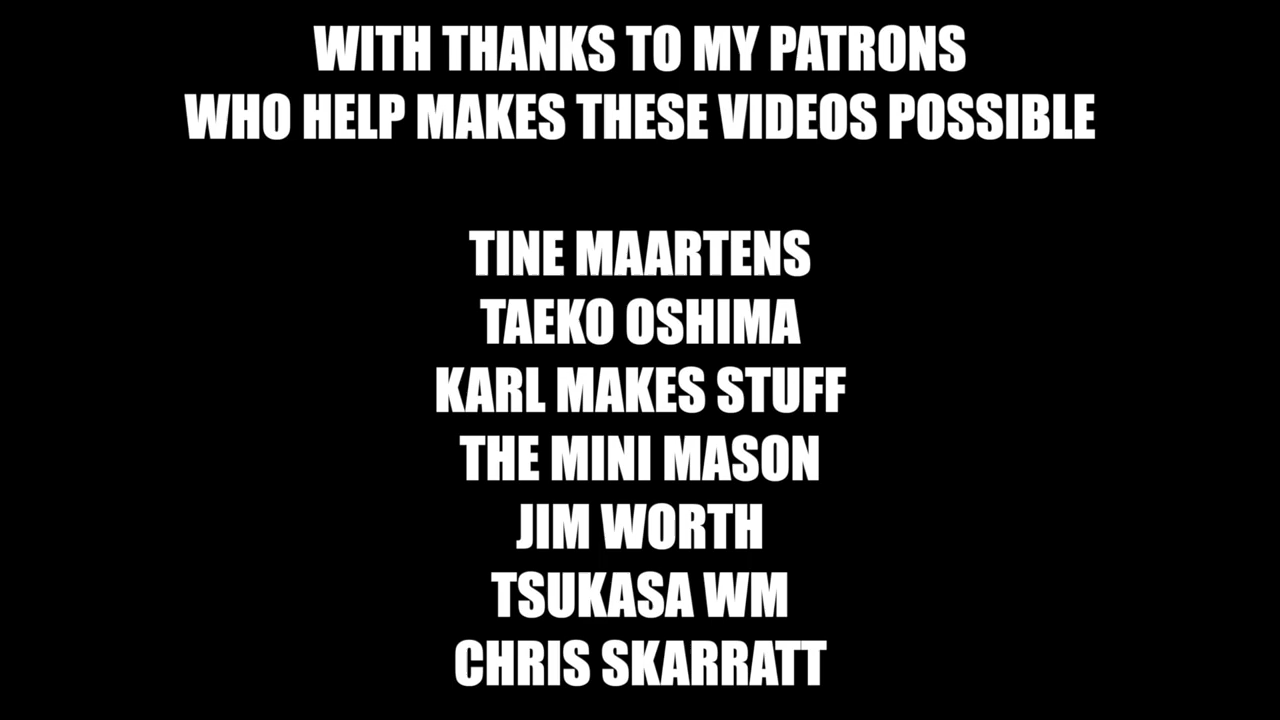 WITH THANKS TO MY PATRONS
WHO HELP MAKES THESE VIDEOS POSSIBLE
TINE MAARTENS
TAEKO OSHIMA
KARL MAKES STUFF
THE MINI MASON
JIM WORTH
TSUKASA WM
CHRIS SKARRATT